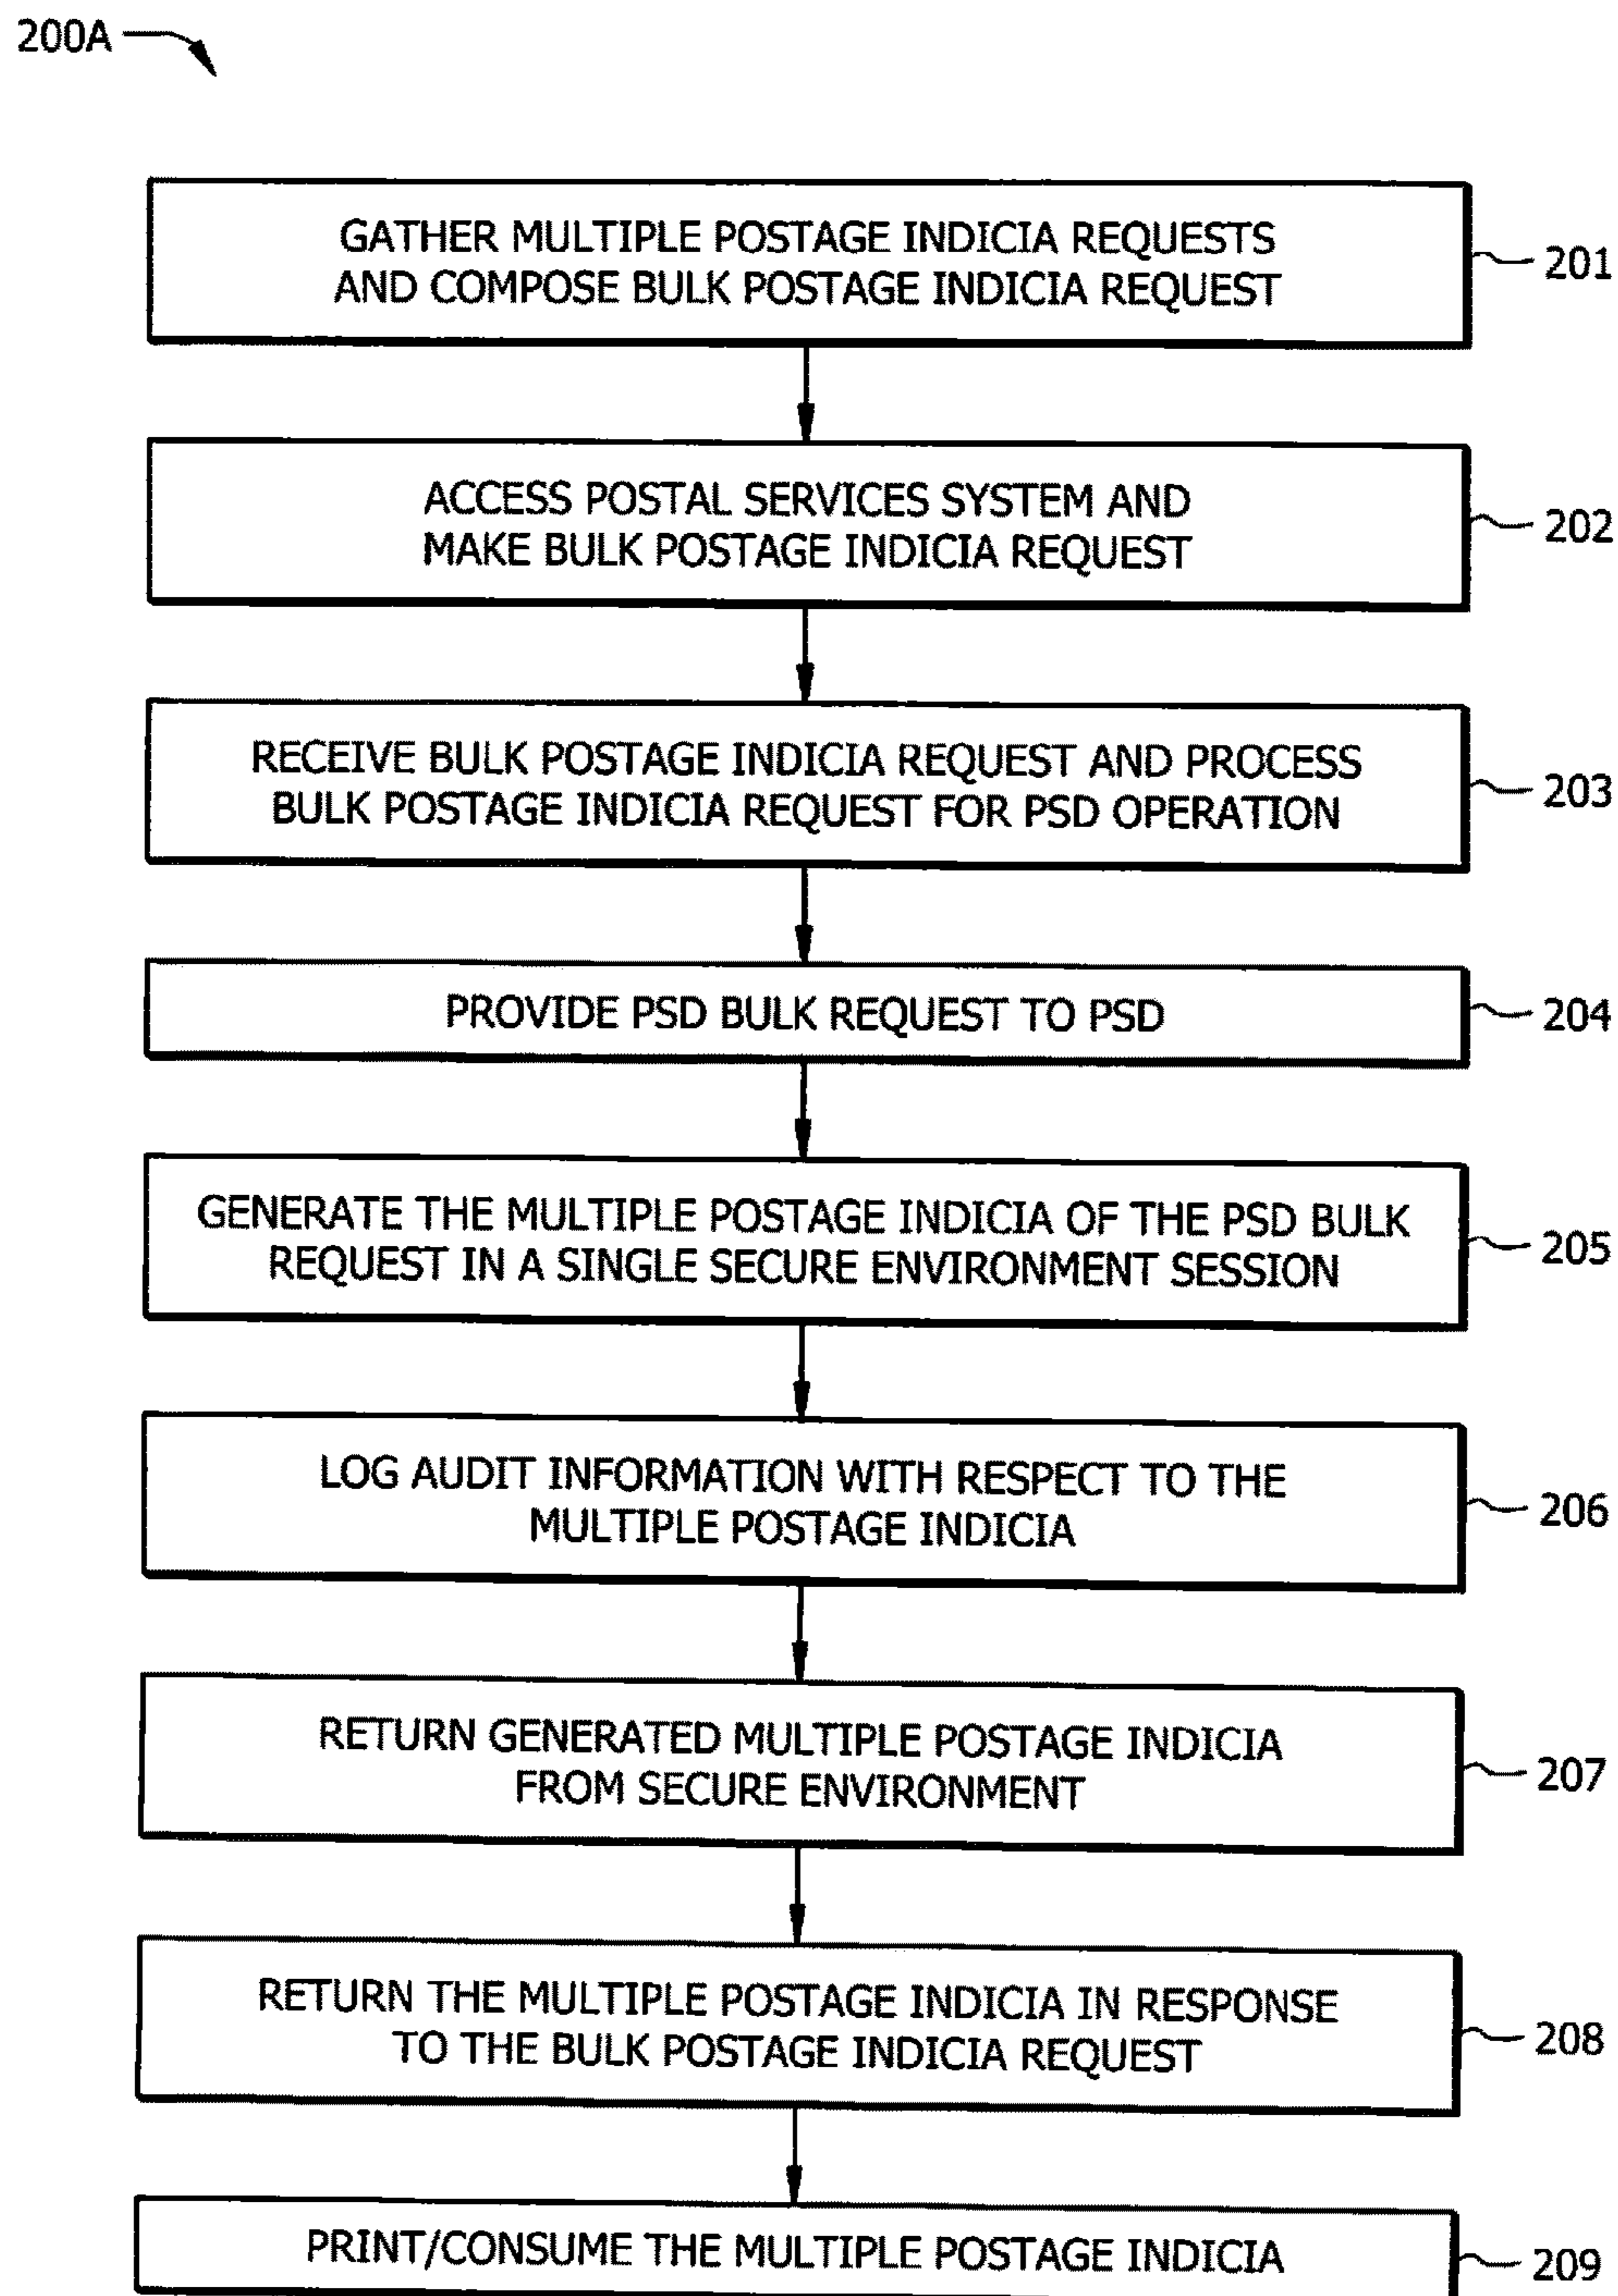 200A
GATHER MULTIPLE POSTAGE INDICIA REQUESTS
AND COMPOSE BULK POSTAGE INDICIA REQUEST
201
ACCESS POSTAL SERVICES SYSTEM AND
MAKE BULK POSTAGE INDICIA REQUEST
202
RECEIVE BULK POSTAGE INDICIA REQUEST AND PROCESS
BULK POSTAGE INDICIA REQUEST FOR PSD OPERATION
203
PROVIDE PSD BULK REQUEST TO PSD
204
GENERATE THE MULTIPLE POSTAGE INDICIA OF THE PSD BULK
REQUEST IN A SINGLE SECURE ENVIRONMENT SESSION
205
LOG AUDIT INFORMATION WITH RESPECT TO THE
MULTIPLE POSTAGE INDICIA
206
RETURN GENERATED MULTIPLE POSTAGE INDICIA
FROM SECURE ENVIRONMENT
207
RETURN THE MULTIPLE POSTAGE INDICIA IN RESPONSE
TO THE BULK POSTAGE INDICIA REQUEST
208
PRINT/CONSUME THE MULTIPLE POSTAGE INDICIA
209